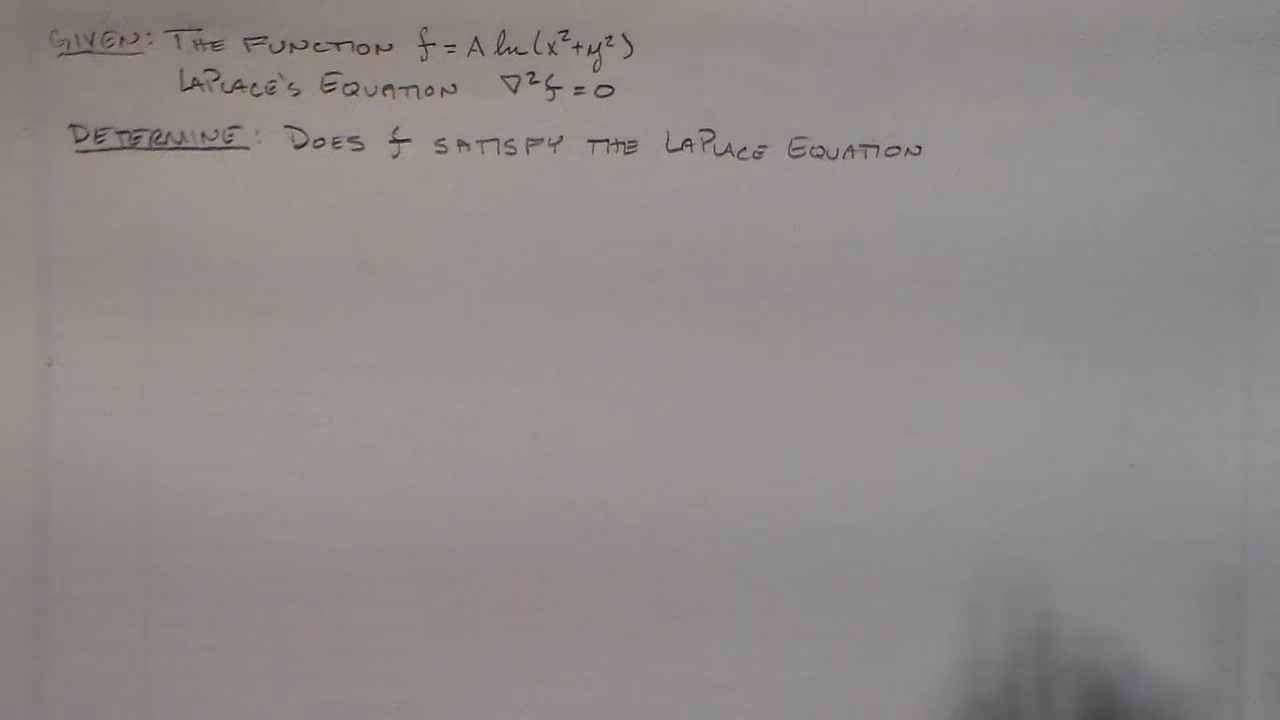 GIVEN: THE FUNCTION f = A ln(x²+y²)
LAPLACE'S EQUATION ∇²f = 0
DETERMINE: DOES f SATISFY THE LAPLACE EQUATION